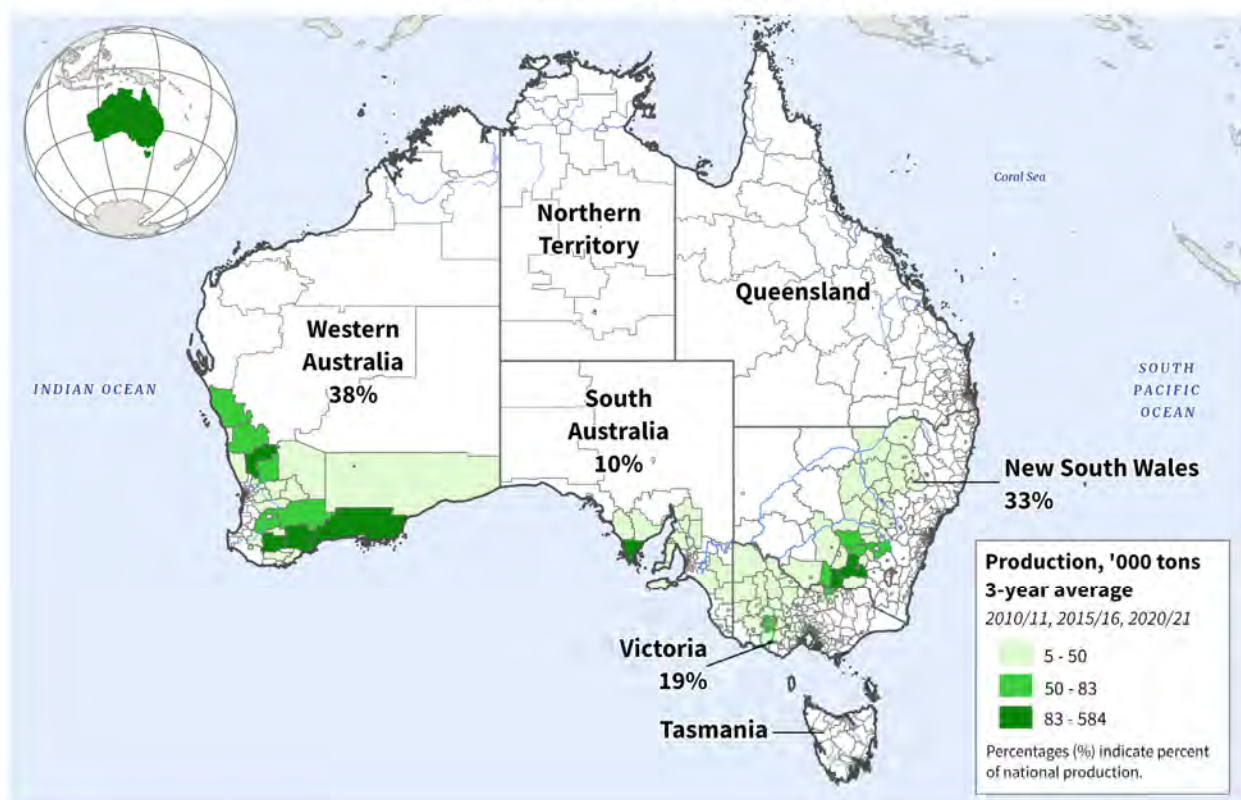 Coral Sea
Northern
Territory
Queensland
Western
Australia
38%
INDIAN OCEAN
SOUTH
PACIFIC
OCEAN
South
Australia
10%
New South Wales
33%
Victoria
19%
Tasmania
Production, '000 tons
3-year average
2010/11, 2015/16, 2020/21
5 - 50
50 - 83
83 - 584
Percentages (%) indicate percent
of national production.